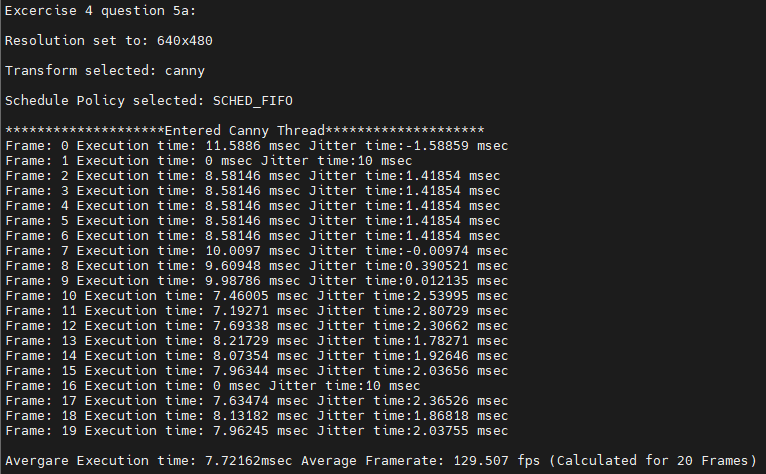 Excercise 4 question 5a:
Resolution set to: 640x480
Transform selected: canny
Schedule Policy selected: SCHED_FIFO
********************Entered Canny Thread********************
Frame: 0 Execution time: 11.5886 msec Jitter time:-1.58859 msec
Frame: 1 Execution time: 0 msec Jitter time:10 msec
Frame: 2 Execution time: 8.58146 msec Jitter time:1.41854 msec
Frame: 3 Execution time: 8.58146 msec Jitter time:1.41854 msec
Frame: 4 Execution time: 8.58146 msec Jitter time:1.41854 msec
Frame: 5 Execution time: 8.58146 msec Jitter time:1.41854 msec
Frame: 6 Execution time: 8.58146 msec Jitter time:1.41854 msec
Frame: 7 Execution time: 10.0097 msec Jitter time:-0.00974 msec
Frame: 8 Execution time: 9.60948 msec Jitter time:0.390521 msec
Frame: 9 Execution time: 9.98786 msec Jitter time:0.012135 msec
Frame: 10 Execution time: 7.46005 msec Jitter time:2.53995 msec
Frame: 11 Execution time: 7.19271 msec Jitter time:2.80729 msec
Frame: 12 Execution time: 7.69338 msec Jitter time:2.30662 msec
Frame: 13 Execution time: 8.21729 msec Jitter time:1.78271 msec
Frame: 14 Execution time: 8.07354 msec Jitter time:1.92646 msec
Frame: 15 Execution time: 7.96344 msec Jitter time:2.03656 msec
Frame: 16 Execution time: 0 msec Jitter time:10 msec
Frame: 17 Execution time: 7.63474 msec Jitter time:2.36526 msec
Frame: 18 Execution time: 8.13182 msec Jitter time:1.86818 msec
Frame: 19 Execution time: 7.96245 msec Jitter time:2.03755 msec
Avergare Execution time: 7.72162msec Average Framerate: 129.507 fps (Calculated for 20 Frames)